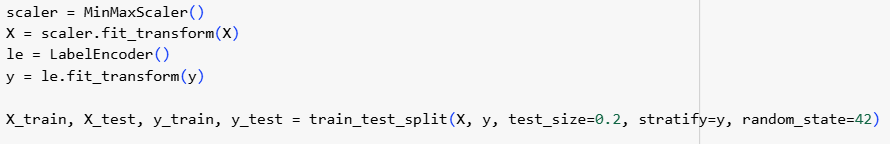 scaler = MinMaxScaler()
X = scaler.fit_transform(X)
le = LabelEncoder()
y = le.fit_transform(y)
X_train, X_test, y_train, y_test = train_test_split(X, y, test_size=0.2, stratify=y, random_state=42)